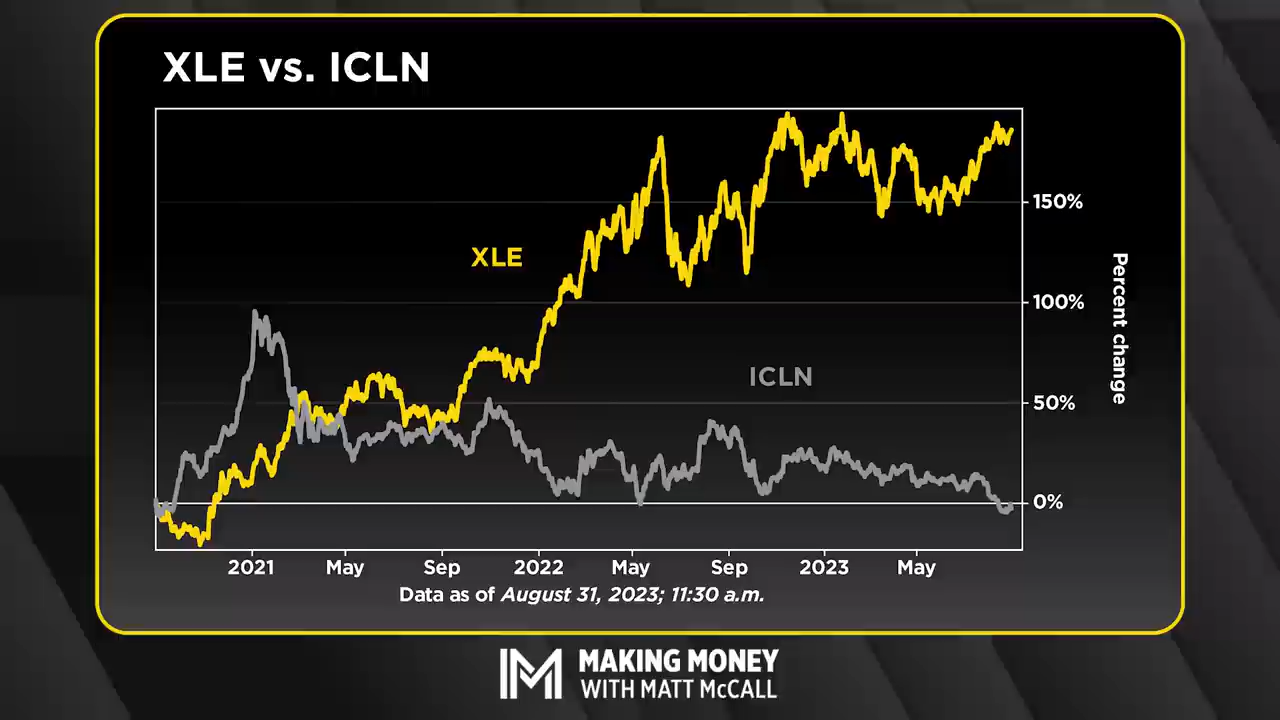 XLE vs. ICLN
XLE
ICLN
150%
100%
50%
0%
Percent change
2021 May Sep 2022 May Sep 2023 May
Data as of August 31, 2023; 11:30 a.m.
MAKING MONEY
WITH MATT McCALL